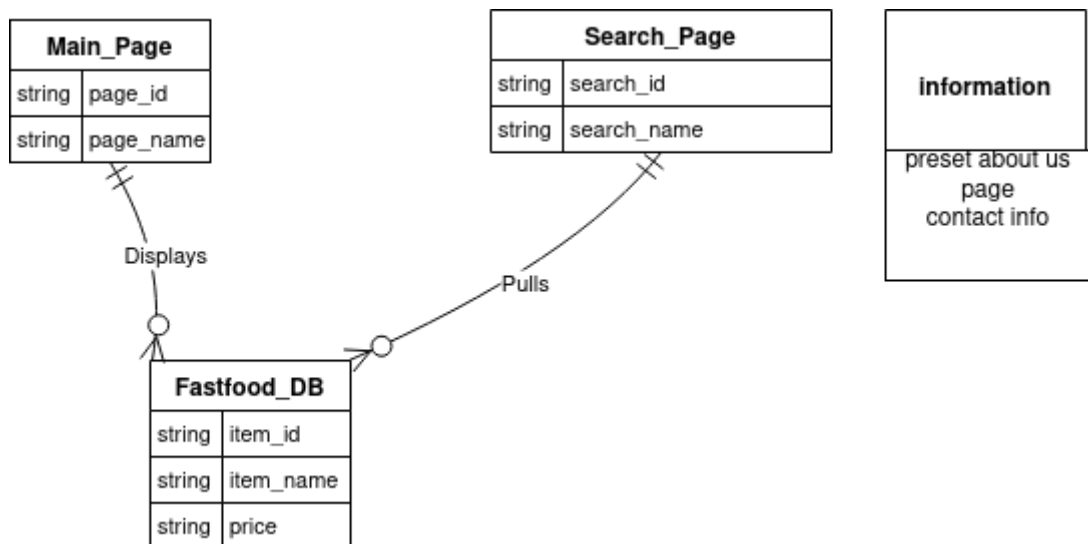 Main_Page
string page_id
string page_name
Search_Page
string search_id
string search_name
information
preset about us
page
contact info
Displays
Pulls
Fastfood_DB
string item_id
string item_name
string price